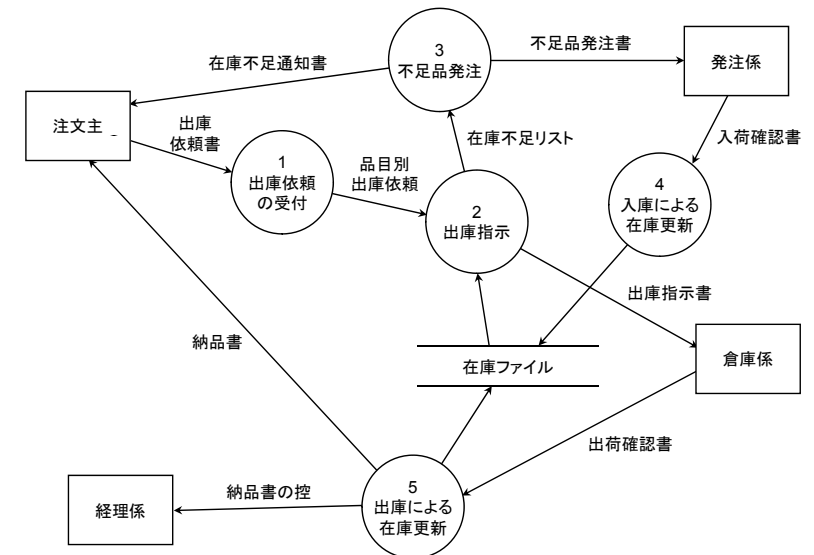 3
不足品発注
不足品発注書
在庫不足通知書
発注係
注文主
出庫
依頼書
在庫不足リスト
入荷確認書
1
出庫依頼
の受付
品目別
出庫依頼
4
入庫による
在庫更新
2
出庫指示
出庫指示書
納品書
在庫ファイル
倉庫係
出荷確認書
5
出庫による
在庫更新
納品書の控
経理係